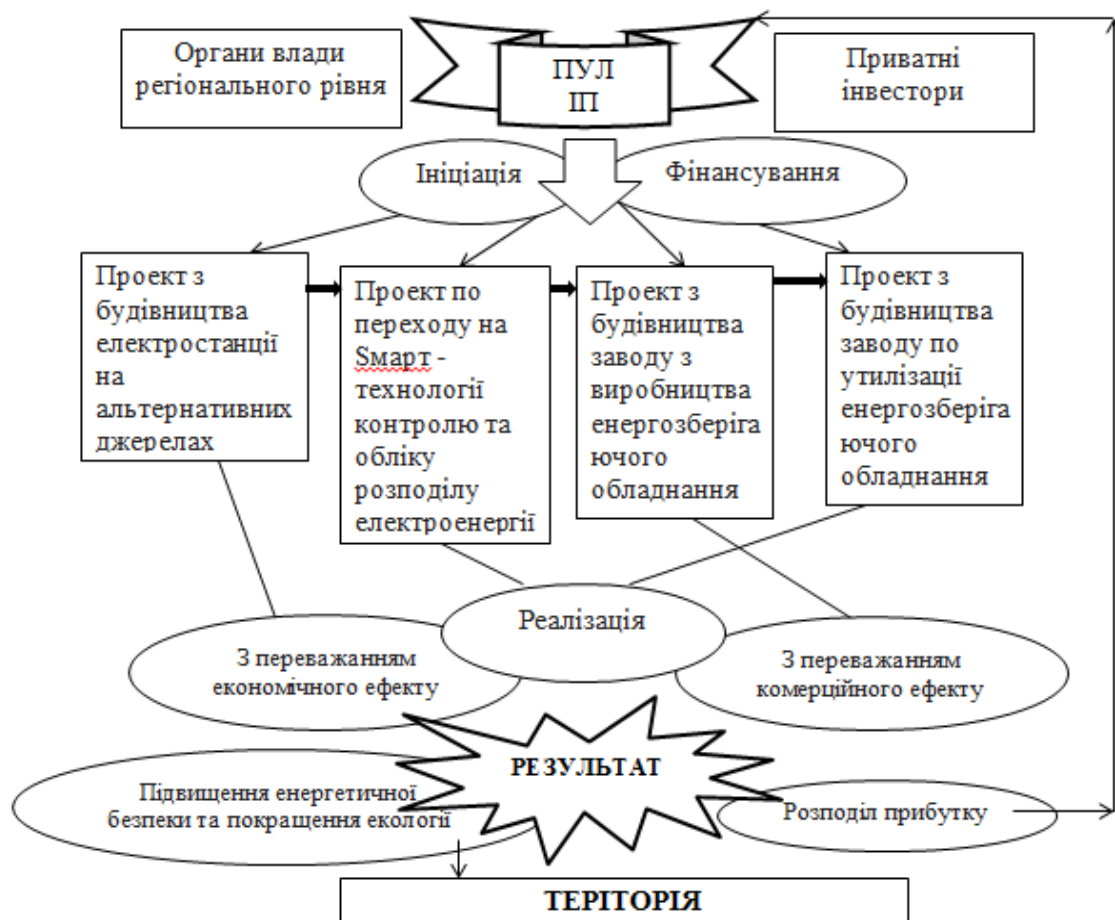 Органи влади
регіонального рівня
ПУЛ
ІП
Приватні
інвестори
Ініціація
Фінансування
Проект з
будівництва
електростанції
на
альтернативних
джерелах
Проект по
переходу на
Sмарт -
технології
контролю та
обліку
розподілу
електроенергії
Проект з
будівництва
заводу з
виробництва
енергозберіга
ючого
обладнання
Проект з
будівництва
заводу по
утилізації
енергозберіга
ючого
обладнання
Реалізація
З переважанням
економічного ефекту
З переважанням
комерційного ефекту
РЕЗУЛЬТАТ
Підвищення енергетичної
безпеки та покращення екології
Розподіл прибутку
ТЕРІТОРІЯ